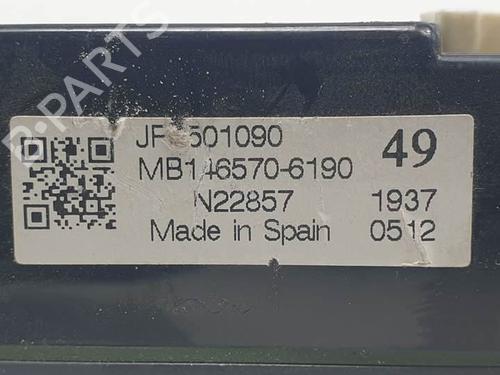 JF 501090
49
MB146570-6190
N22857 1937
Made in Spain 0512
B-PARTS